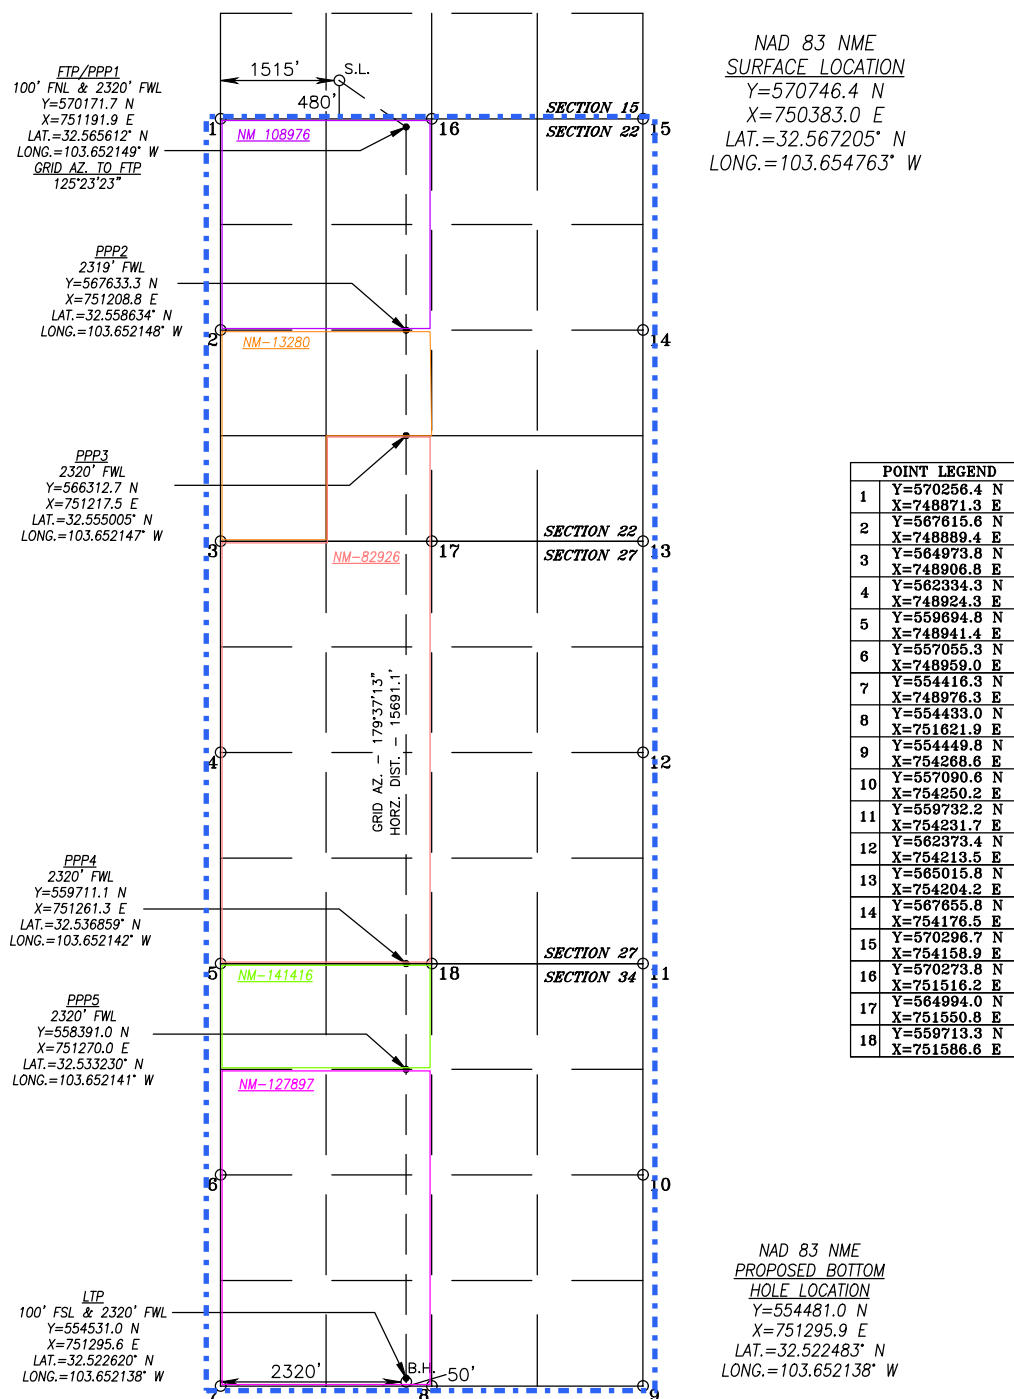 FTP/PPP1
100' FNL & 2320' FWL
Y=570171.7 N
X=751191.9 E
LAT.=32.565612° N
LONG.=103.652149° W
GRID AZ. TO FTP
125°23'23"
PPP2
2319' FWL
Y=567633.3 N
X=751208.8 E
LAT.=32.558634° N
LONG.=103.652148° W
PPP3
2320' FWL
Y=566312.7 N
X=751217.5 E
LAT.=32.555005° N
LONG.=103.652147° W
PPP4
2320' FWL
Y=559711.1 N
X=751261.3 E
LAT.=32.536859° N
LONG.=103.652142° W
PPP5
2320' FWL
Y=558391.0 N
X=751270.0 E
LAT.=32.533230° N
LONG.=103.652141° W
LTP
100' FSL & 2320' FWL
Y=554531.0 N
X=751295.6 E
LAT.=32.522620° N
LONG.=103.652138° W
1515'
S.L.
480'
SECTION 15
1
NM 108976
16
SECTION 22
15
2
NM-13280
14
SECTION 22
3
NM-82926
17
SECTION 27
13
GRID AZ. - 179°37'13"
HORZ. DIST. - 15691.1'
4
12
SECTION 27
5
NM-141416
18
SECTION 34
11
NM-127897
6
10
2320'
B.H.
50'
7
8
9
NAD 83 NME
SURFACE LOCATION
Y=570746.4 N
X=750383.0 E
LAT.=32.567205° N
LONG.=103.654763° W
POINT LEGEND
1 Y=570256.4 N
X=748871.3 E
2 Y=567615.6 N
X=748889.4 E
3 Y=564973.8 N
X=748906.8 E
4 Y=562334.3 N
X=748924.3 E
5 Y=559694.8 N
X=748941.4 E
6 Y=557055.3 N
X=748959.0 E
7 Y=554416.3 N
X=748976.3 E
8 Y=554433.0 N
X=751621.9 E
9 Y=554449.8 N
X=754268.6 E
10 Y=557090.6 N
X=754250.2 E
11 Y=559732.2 N
X=754231.7 E
12 Y=562373.4 N
X=754213.5 E
13 Y=565015.8 N
X=754204.2 E
14 Y=567655.8 N
X=754176.5 E
15 Y=570296.7 N
X=754158.9 E
16 Y=570273.8 N
X=751516.2 E
17 Y=564994.0 N
X=751550.8 E
18 Y=559713.3 N
X=751586.6 E
NAD 83 NME
PROPOSED BOTTOM
HOLE LOCATION
Y=554481.0 N
X=751295.9 E
LAT.=32.522483° N
LONG.=103.652138° W